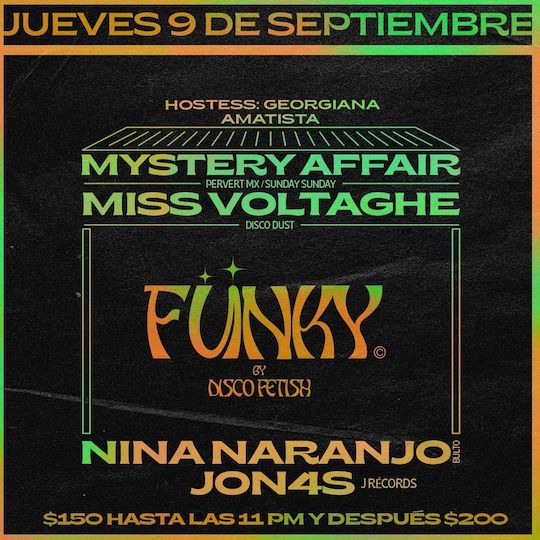 JUEVES 9 DE SEPTIEMBRE
HOSTESS: GEORGIANA
AMATISTA
MYSTERY AFFAIR
PERVERT MX / SUNDAY SUNDAY
MISS VOLTAGHE
DISCO DUST
FÜNKY ©
BY
DISCO FETISH
NINA NARANJO BULTO
JON4S J RÉCORDS
$150 HASTA LAS 11 PM Y DESPUÉS $200